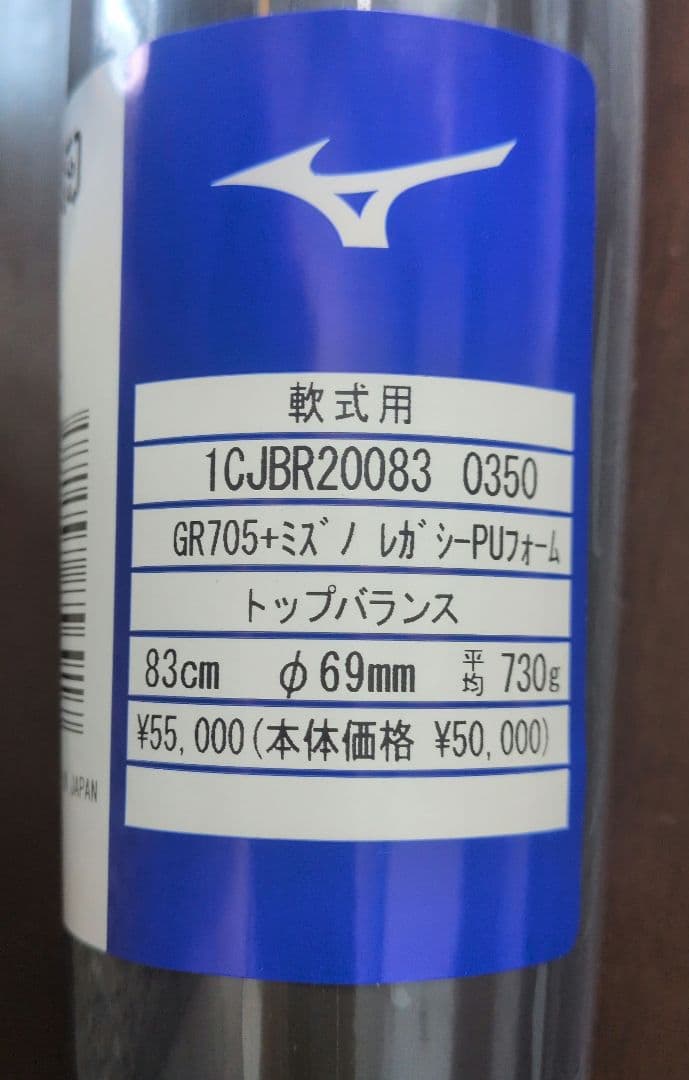 軟式用
1CJBR20083 0350
GR705+ﾐｽﾞﾉ ﾚｶﾞｼｰPUﾌｫｰﾑ
トップバランス
83cm φ69mm 平均 730g
¥55,000(本体価格 ¥50,000)
JAPAN